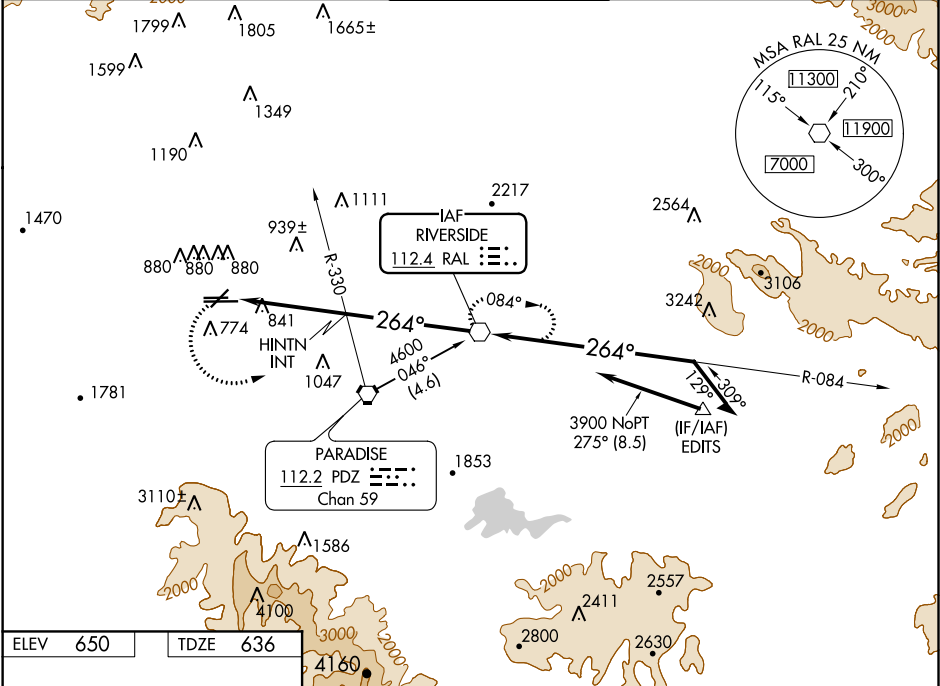 2000
3000
1799
1805
1665±
1599
1349
1190
MSA RAL 25 NM
11300
115°
210°
11900
7000
300°
1111
2217
1470
939±
IAF
RIVERSIDE
112.4 RAL
2564
2000
3106
3242
2000
880 880 880
R-330
084°
841
774
264°
HINTN
INT
1047
4600
046°
(4.6)
264°
R-084
129°
309°
1781
3900 NoPT
275° (8.5)
(IF/IAF)
EDITS
2000
PARADISE
112.2 PDZ
Chan 59
1853
3110±
1586
2000
4100
2000
2557
2411
2800
2630
3000
2000
4160
ELEV 650
TDZE 636